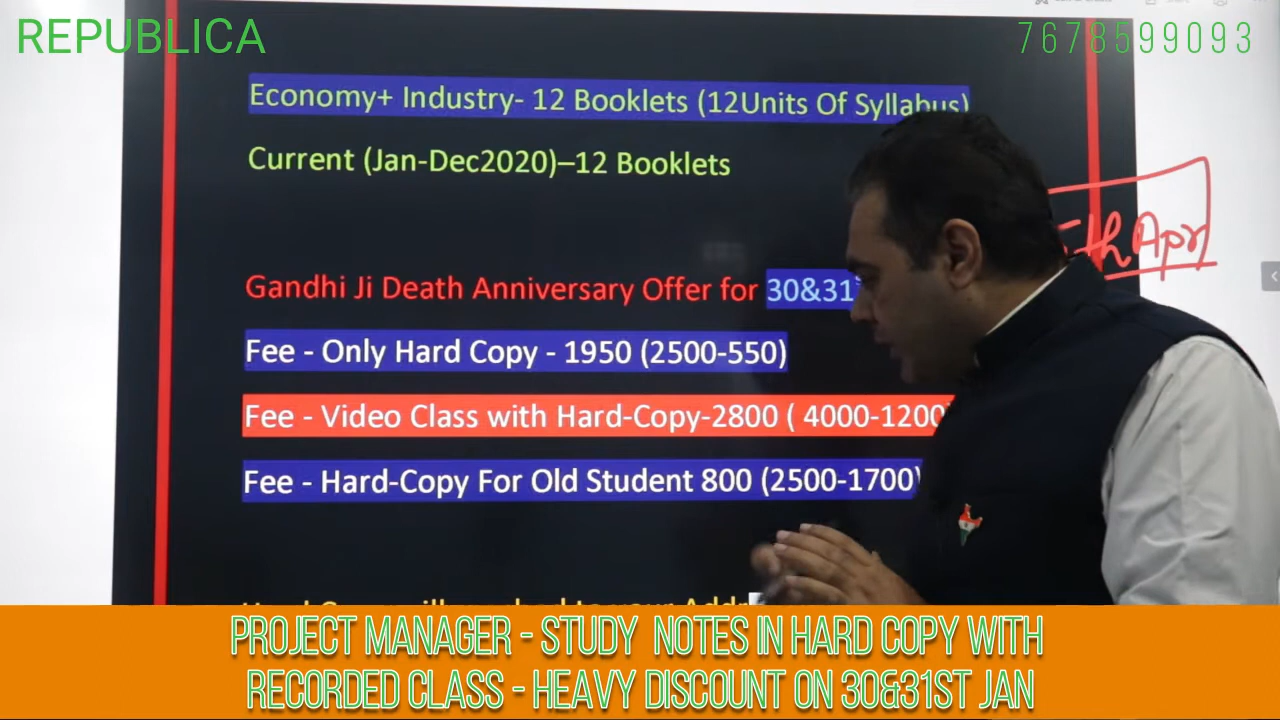 REPUBLICA
7678599093
Economy+ Industry- 12 Booklets (12Units Of Syllabus)
Current (Jan-Dec2020)–12 Booklets
Apr
Gandhi Ji Death Anniversary Offer for 30&31
Fee - Only Hard Copy - 1950 (2500-550)
Fee - Video Class with Hard-Copy-2800 ( 4000-1200)
Fee - Hard-Copy For Old Student 800 (2500-1700)
PROJECT MANAGER - STUDY NOTES IN HARD COPY WITH
RECORDED CLASS - HEAVY DISCOUNT ON 30&31ST JAN